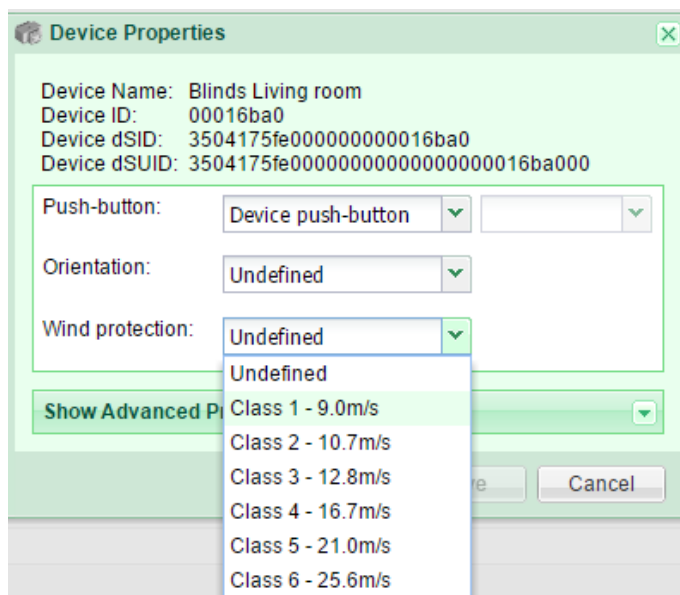 Device Properties
Device Name: Blinds Living room
Device ID: 00016ba0
Device dSID: 3504175fe000000000016ba0
Device dSUID: 3504175fe00000000000000000016ba000
Push-button: Device push-button
Orientation: Undefined
Wind protection: Undefined
Undefined
Show Advanced P
Class 1 - 9.0m/s
Class 2 - 10.7m/s
Class 3 - 12.8m/s
Class 4 - 16.7m/s
Cancel
Class 5 - 21.0m/s
Class 6 - 25.6m/s